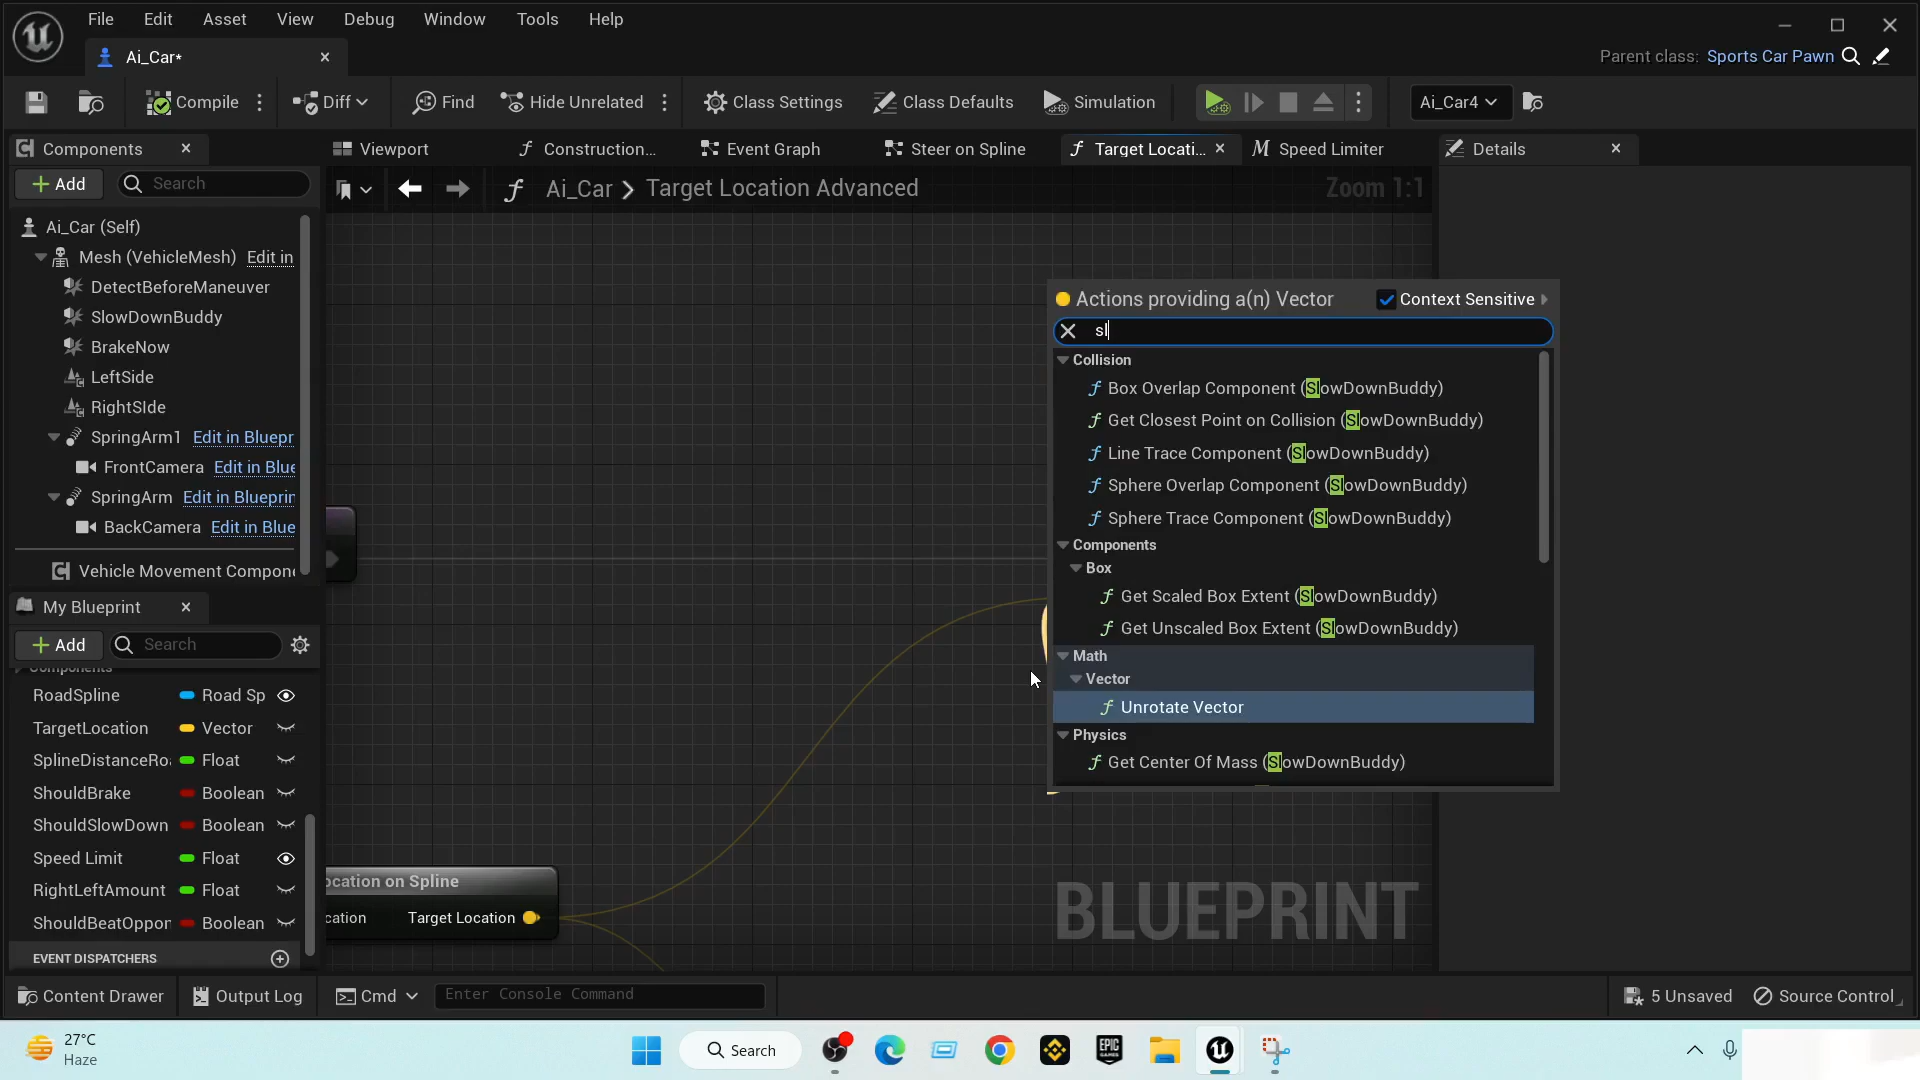 File Edit Asset View Debug Window Tools Help
Ai_Car*
Parent class: Sports Car Pawn
Compile Diff Find Hide Unrelated Class Settings Class Defaults Simulation Ai_Car4
Components
Viewport Construction... Event Graph Steer on Spline Target Locati... Speed Limiter Details
Add Search
Ai_Car Target Location Advanced Zoom 1:1
Ai_Car (Self)
Mesh (VehicleMesh) Edit in
DetectBeforeManeuver
SlowDownBuddy
BrakeNow
LeftSide
RightSIde
SpringArm1 Edit in Bluepr
FrontCamera Edit in Blue
SpringArm Edit in Blueprin
BackCamera Edit in Blue
Vehicle Movement Compone
My Blueprint
Add Search
Components
RoadSpline Road Sp
TargetLocation Vector
SplineDistanceRo Float
ShouldBrake Boolean
ShouldSlowDown Boolean
Speed Limit Float
RightLeftAmount Float
ShouldBeatOppon Boolean
EVENT DISPATCHERS
ocation on Spline
cation Target Location
Actions providing a(n) Vector Context Sensitive
sl
Collision
Box Overlap Component (SlowDownBuddy)
Get Closest Point on Collision (SlowDownBuddy)
Line Trace Component (SlowDownBuddy)
Sphere Overlap Component (SlowDownBuddy)
Sphere Trace Component (SlowDownBuddy)
Components
Box
Get Scaled Box Extent (SlowDownBuddy)
Get Unscaled Box Extent (SlowDownBuddy)
Math
Vector
Unrotate Vector
Physics
Get Center Of Mass (SlowDownBuddy)
BLUEPRINT
Content Drawer Output Log Cmd Enter Console Command 5 Unsaved Source Control
27°C
Haze
Search
EPIC
GAMES